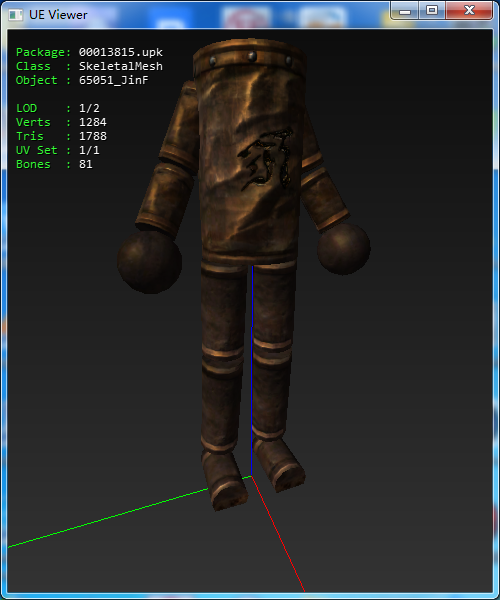 UE Viewer
Package: 00013815.upk
Class : SkeletalMesh
Object : 65051_JinF
LOD : 1/2
Verts : 1284
Tris : 1788
UV Set : 1/1
Bones : 81